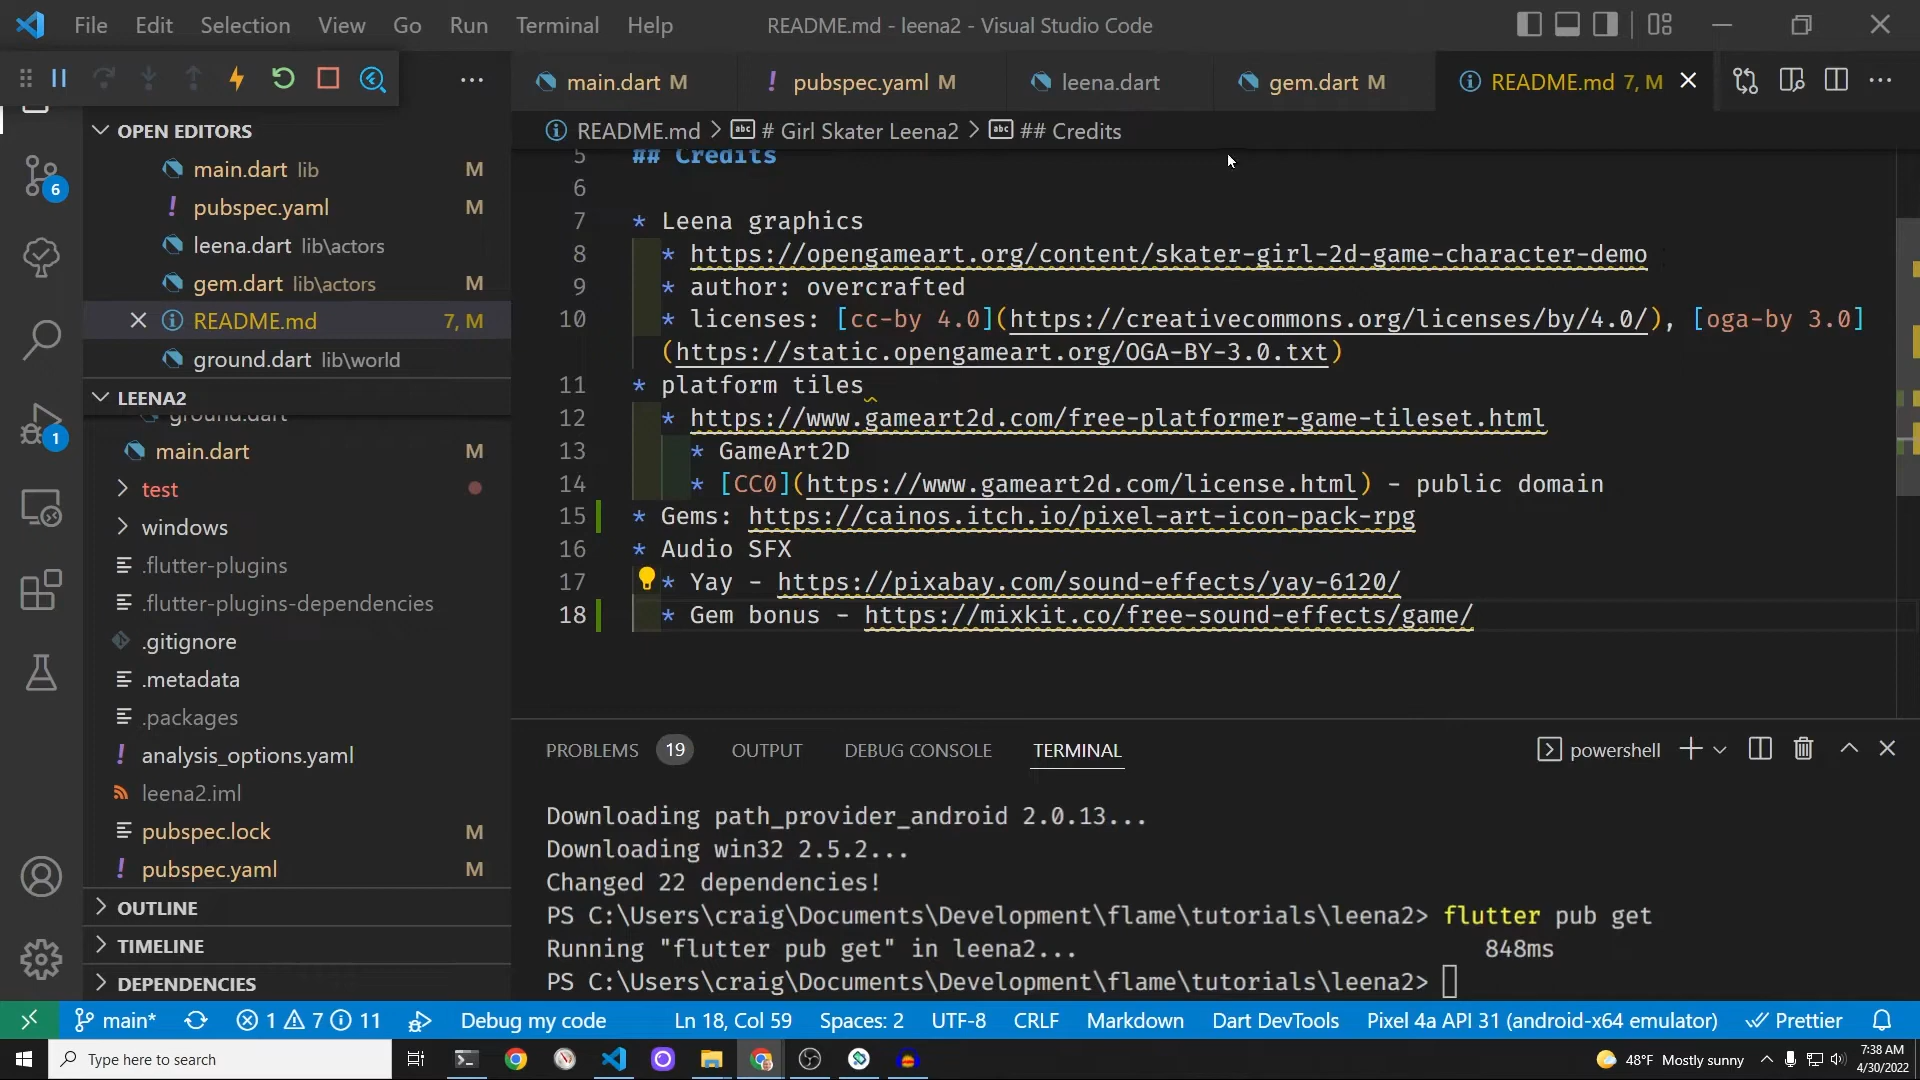 File Edit Selection View Go Run Terminal Help README.md - leena2 - Visual Studio Code
main.dart M pubspec.yaml M leena.dart gem.dart M README.md 7, M
README.md > # Girl Skater Leena2 > ## Credits
OPEN EDITORS
main.dart lib M
pubspec.yaml M
leena.dart lib\actors
gem.dart lib\actors M
README.md 7, M
ground.dart lib\world
LEENA2
ground.dart
main.dart M
test
windows
.flutter-plugins
.flutter-plugins-dependencies
.gitignore
.metadata
.packages
analysis_options.yaml
leena2.iml
pubspec.lock M
pubspec.yaml M
OUTLINE
TIMELINE
DEPENDENCIES
6
1
5 ## Credits
6
7 * Leena graphics
8 * https://opengameart.org/content/skater-girl-2d-game-character-demo
9 * author: overcrafted
10 * licenses: [cc-by 4.0](https://creativecommons.org/licenses/by/4.0/), [oga-by 3.0]
(https://static.opengameart.org/OGA-BY-3.0.txt)
11 * platform tiles
12 * https://www.gameart2d.com/free-platformer-game-tileset.html
13 * GameArt2D
14 * [CC0](https://www.gameart2d.com/license.html) - public domain
15 * Gems: https://cainos.itch.io/pixel-art-icon-pack-rpg
16 * Audio SFX
17 * Yay - https://pixabay.com/sound-effects/yay-6120/
18 * Gem bonus - https://mixkit.co/free-sound-effects/game/
PROBLEMS 19 OUTPUT DEBUG CONSOLE TERMINAL powershell
Downloading path_provider_android 2.0.13...
Downloading win32 2.5.2...
Changed 22 dependencies!
PS C:\Users\craig\Documents\Development\flame\tutorials\leena2> flutter pub get
Running "flutter pub get" in leena2... 848ms
PS C:\Users\craig\Documents\Development\flame\tutorials\leena2>
main* 1 7 11 Debug my code Ln 18, Col 59 Spaces: 2 UTF-8 CRLF Markdown Dart DevTools Pixel 4a API 31 (android-x64 emulator) Prettier
Type here to search 48°F Mostly sunny 7:38 AM
4/30/2022